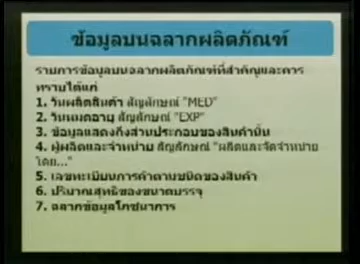 ข้อมูลบนฉลากผลิตภัณฑ์
รายการข้อมูลบนฉลากผลิตภัณฑ์ที่สำคัญและควร
ทราบได้แก่
1. วันผลิตสินค้า สัญลักษณ์ "MED"
2. วันหมดอายุ สัญลักษณ์ "EXP"
3. ข้อมูลแสดงถึงส่วนประกอบของสินค้านั้น
4. ผู้ผลิตและจำหน่าย สัญลักษณ์ "ผลิตและจัดจำหน่าย
โดย..."
5. เลขทะเบียนการค้าตามชนิดของสินค้า
6. ปริมาณสุทธิของขนาดบรรจุ
7. ฉลากข้อมูลโภชนาการ